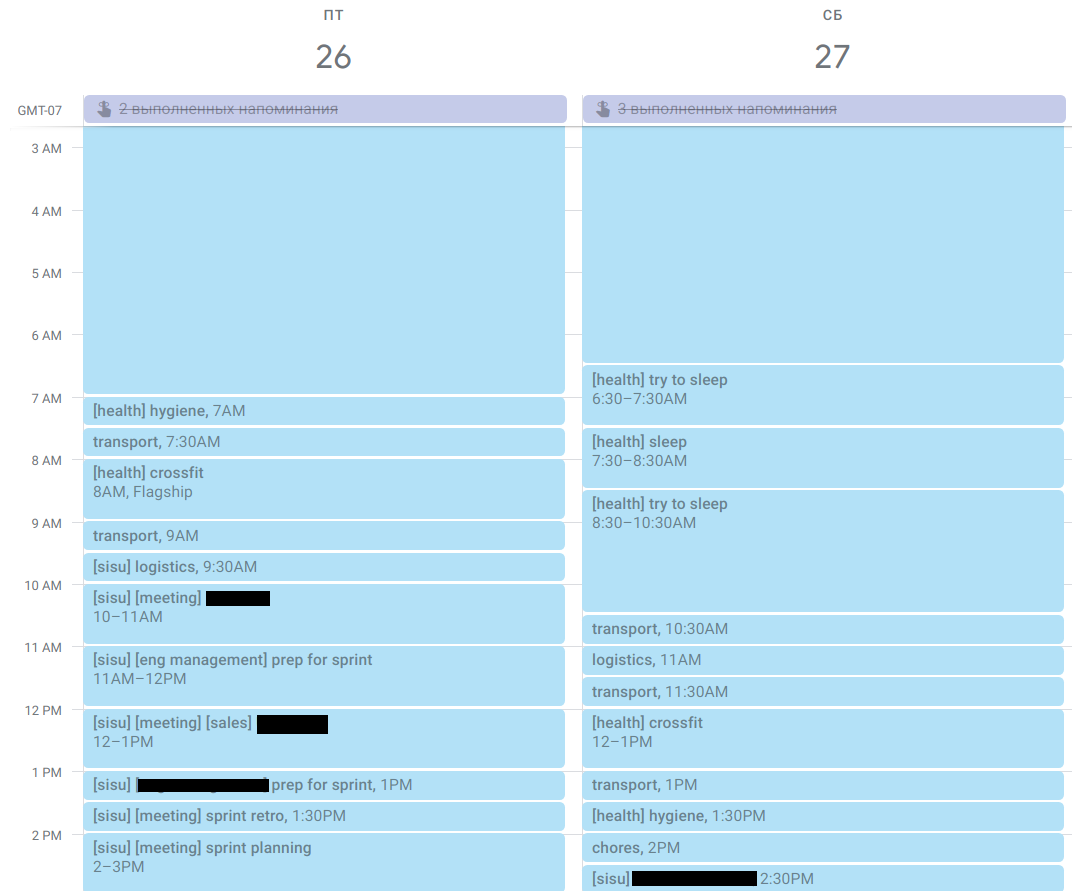 ПТ
26
СБ
27
GMT-07
2 выполненных напоминания
3 выполненных напоминания
3 AM
4 AM
5 AM
6 AM
7 AM
8 AM
9 AM
10 AM
11 AM
12 PM
1 PM
2 PM
[health] hygiene, 7AM
transport, 7:30AM
[health] crossfit
8AM, Flagship
transport, 9AM
[sisu] logistics, 9:30AM
[sisu] [meeting]
10–11AM
[sisu] [eng management] prep for sprint
11AM–12PM
[sisu] [meeting] [sales]
12–1PM
[sisu] [ ] prep for sprint, 1PM
[sisu] [meeting] sprint retro, 1:30PM
[sisu] [meeting] sprint planning
2–3PM
[health] try to sleep
6:30–7:30AM
[health] sleep
7:30–8:30AM
[health] try to sleep
8:30–10:30AM
transport, 10:30AM
logistics, 11AM
transport, 11:30AM
[health] crossfit
12–1PM
transport, 1PM
[health] hygiene, 1:30PM
chores, 2PM
[sisu] 2:30PM